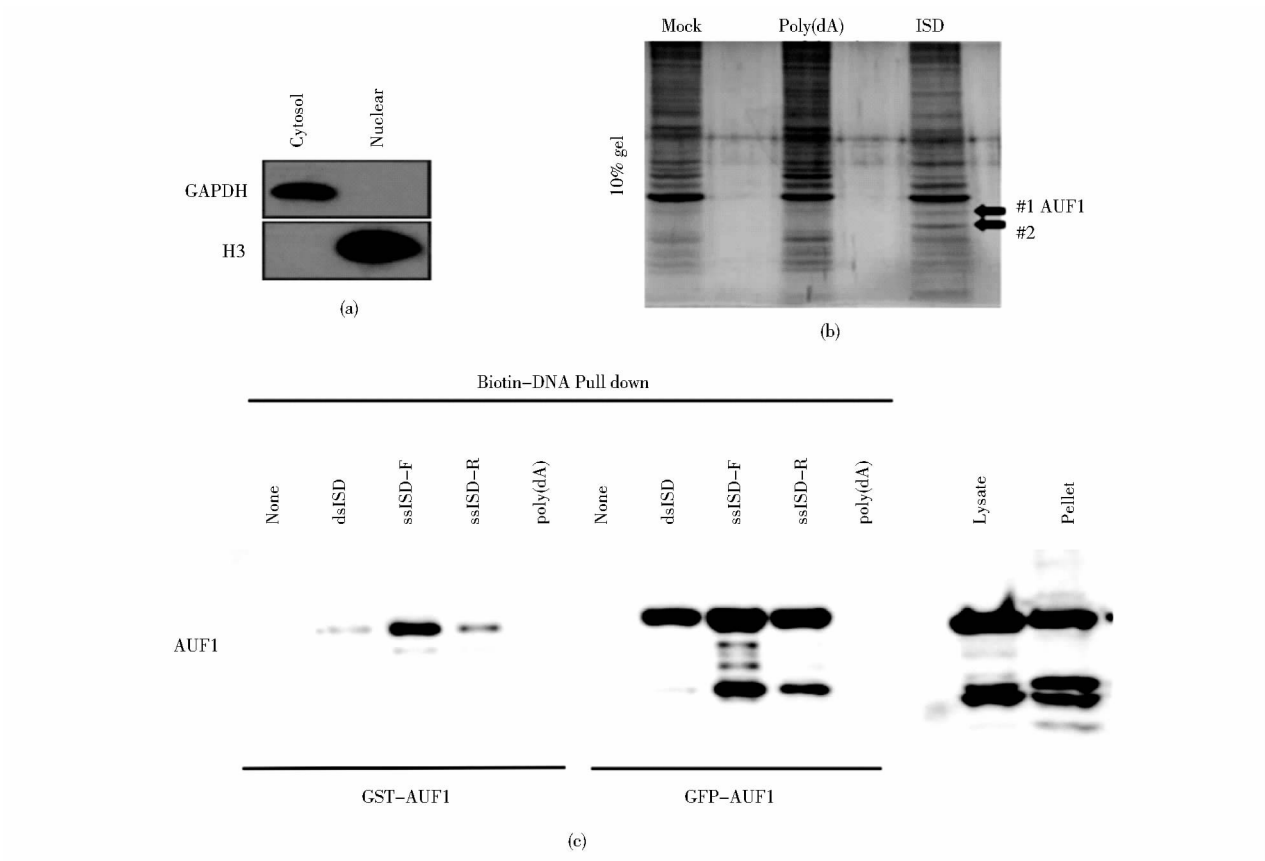 Cytosol
Nuclear
GAPDH
H3
(a)
Mock
Poly(dA)
ISD
10% gel
#1 AUF1
#2
(b)
Biotin−DNA Pull down
None
dsISD
ssISD−F
ssISD−R
poly(dA)
None
dsISD
ssISD−F
ssISD−R
poly(dA)
Lysate
Pellet
AUF1
GST−AUF1
GFP−AUF1
(c)